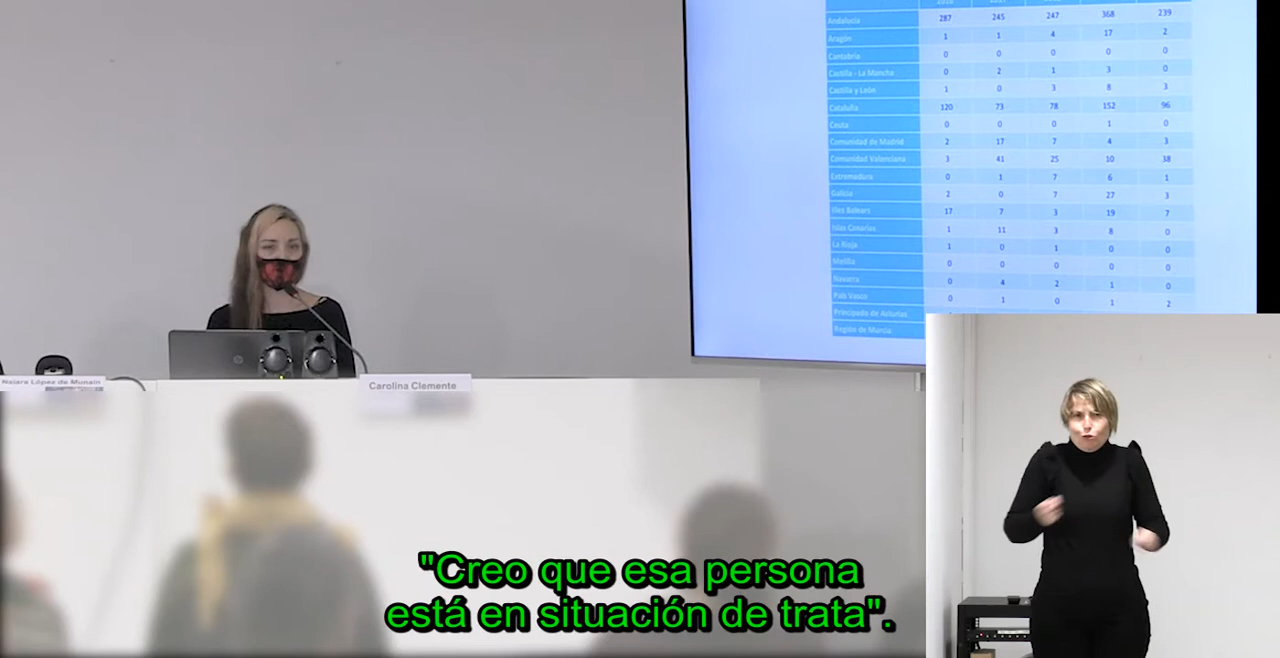 2016
Andalucía 287 245 247 368 239
Aragón 1 1 4 17 2
Cantabria 0 0 0 0 0
Castilla - La Mancha 0 2 1 3 0
Castilla y León 1 0 3 8 3
Cataluña 120 73 78 152 96
Ceuta 0 0 0 1 0
Comunidad de Madrid 2 17 7 4 3
Comunidad Valenciana 3 41 25 10 38
Extremadura 0 1 7 6 1
Galicia 2 0 7 27 3
Illes Balears 17 7 3 19 7
Islas Canarias 1 11 3 8 0
La Rioja 1 0 1 0 0
Melilla 0 0 0 0 0
Navarra 0 4 2 1 0
País Vasco 0 1 0 1 2
Principado de Asturias
Región de Murcia
hp
Naiara López de Munain
Carolina Clemente
"Creo que esa persona
está en situación de trata".